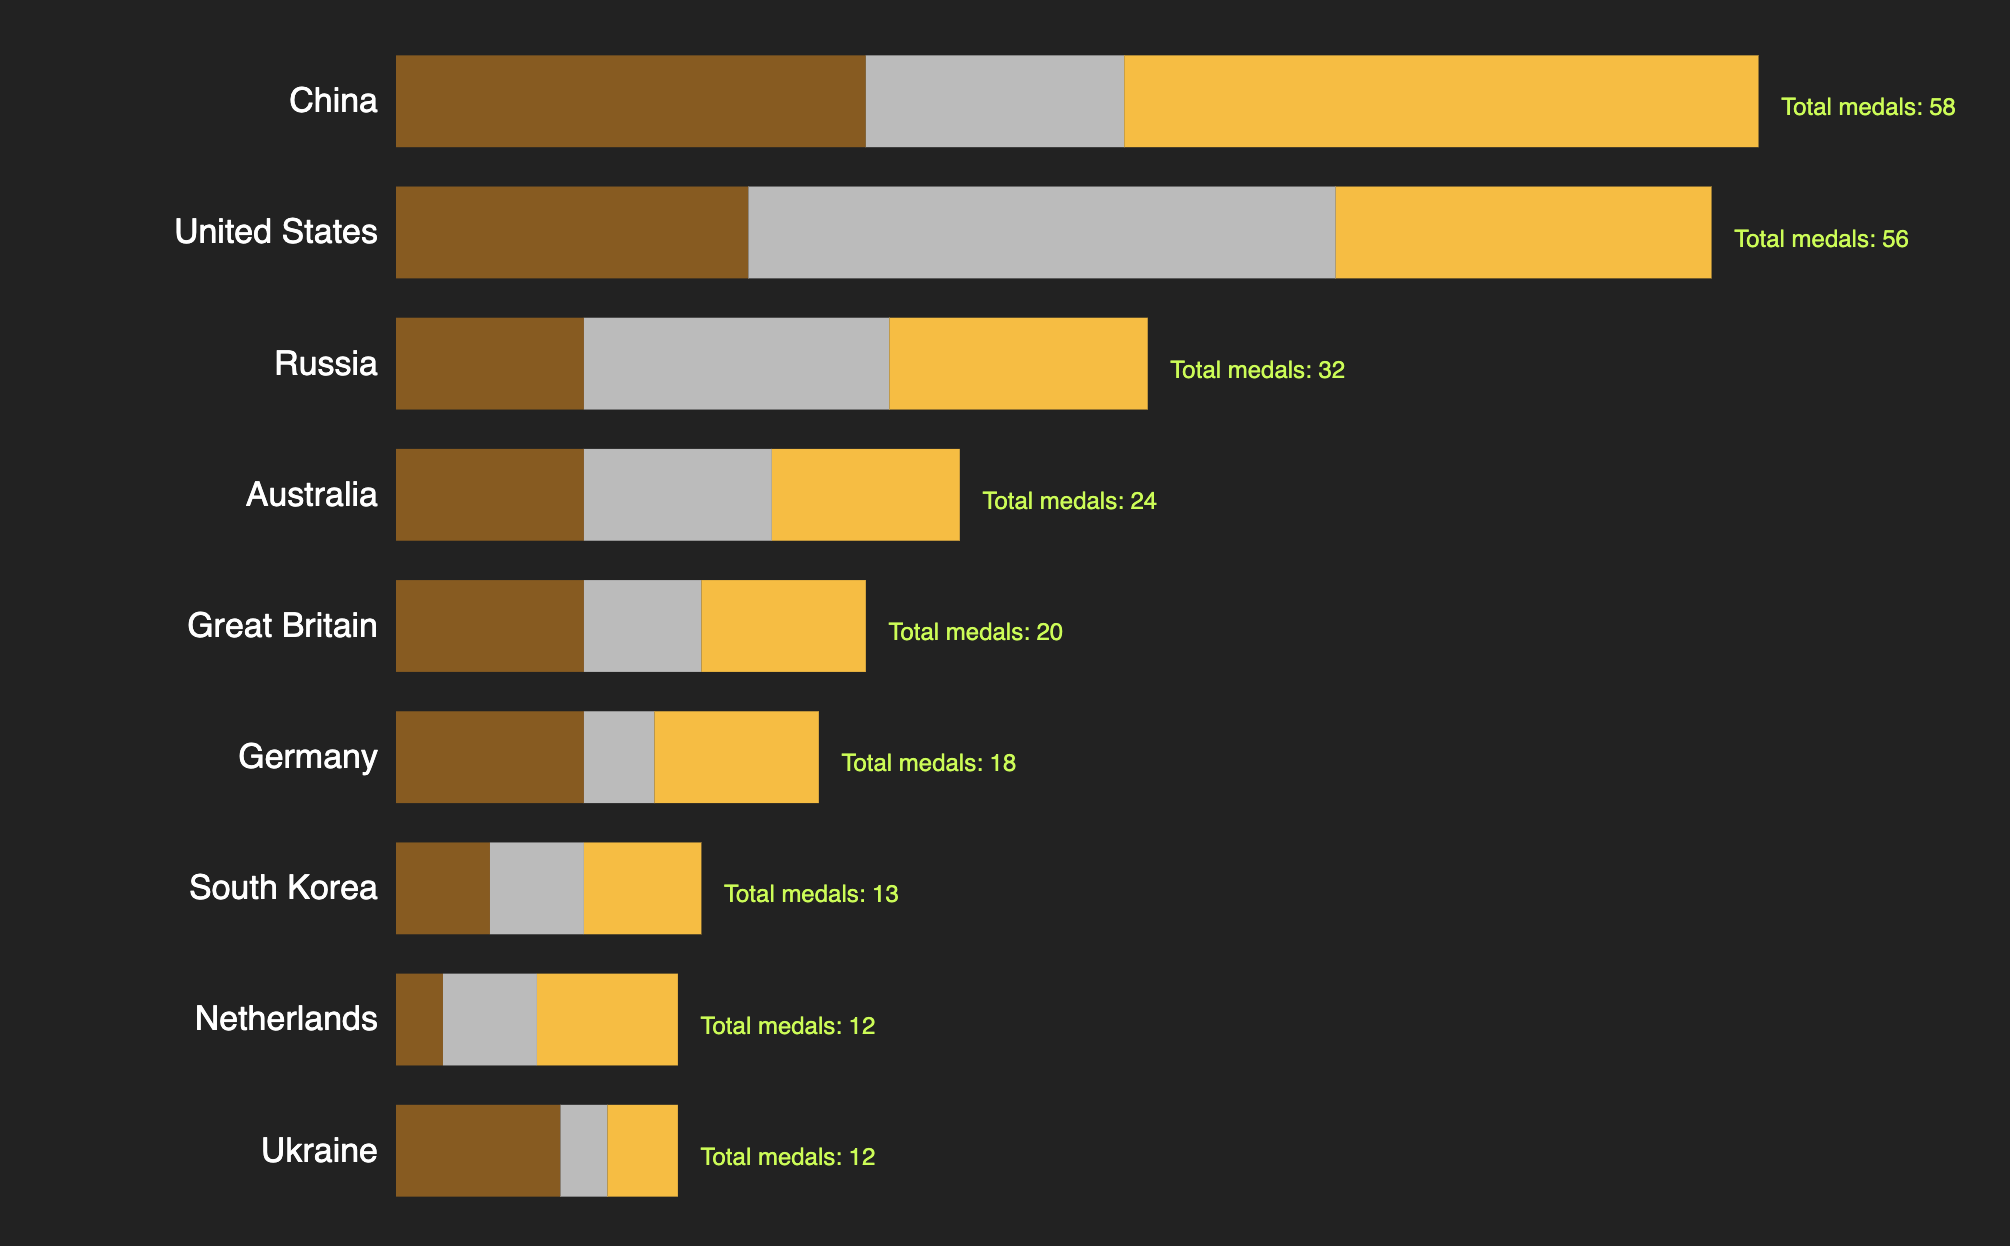 China
Total medals: 58
United States
Total medals: 56
Russia
Total medals: 32
Australia
Total medals: 24
Great Britain
Total medals: 20
Germany
Total medals: 18
South Korea
Total medals: 13
Netherlands
Total medals: 12
Ukraine
Total medals: 12